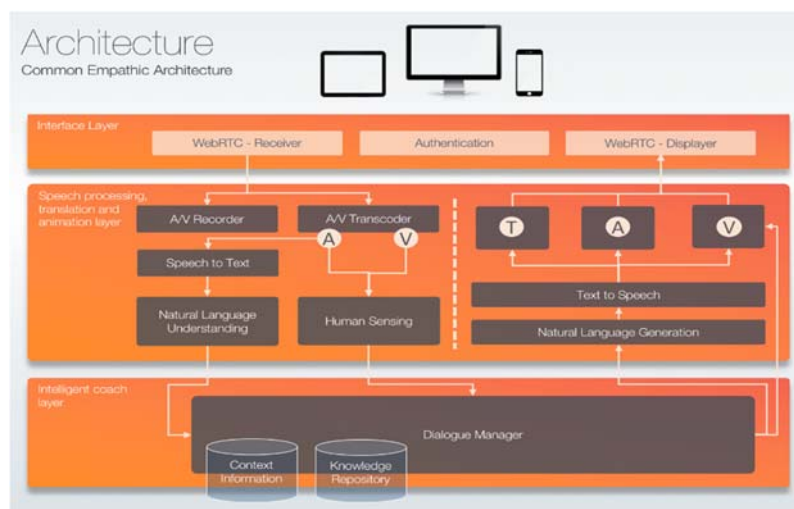 Architecture
Common Empathic Architecture
Interface Layer
WebRTC - Receiver
Authentication
WebRTC - Displayer
Speech processing,
translation and
animation layer
A/V Recorder
A/V Transcoder
A
V
Speech to Text
Natural Language
Understanding
Human Sensing
T
A
V
Text to Speech
Natural Language Generation
Intelligent coach
layer
Dialogue Manager
Context
Information
Knowledge
Repository